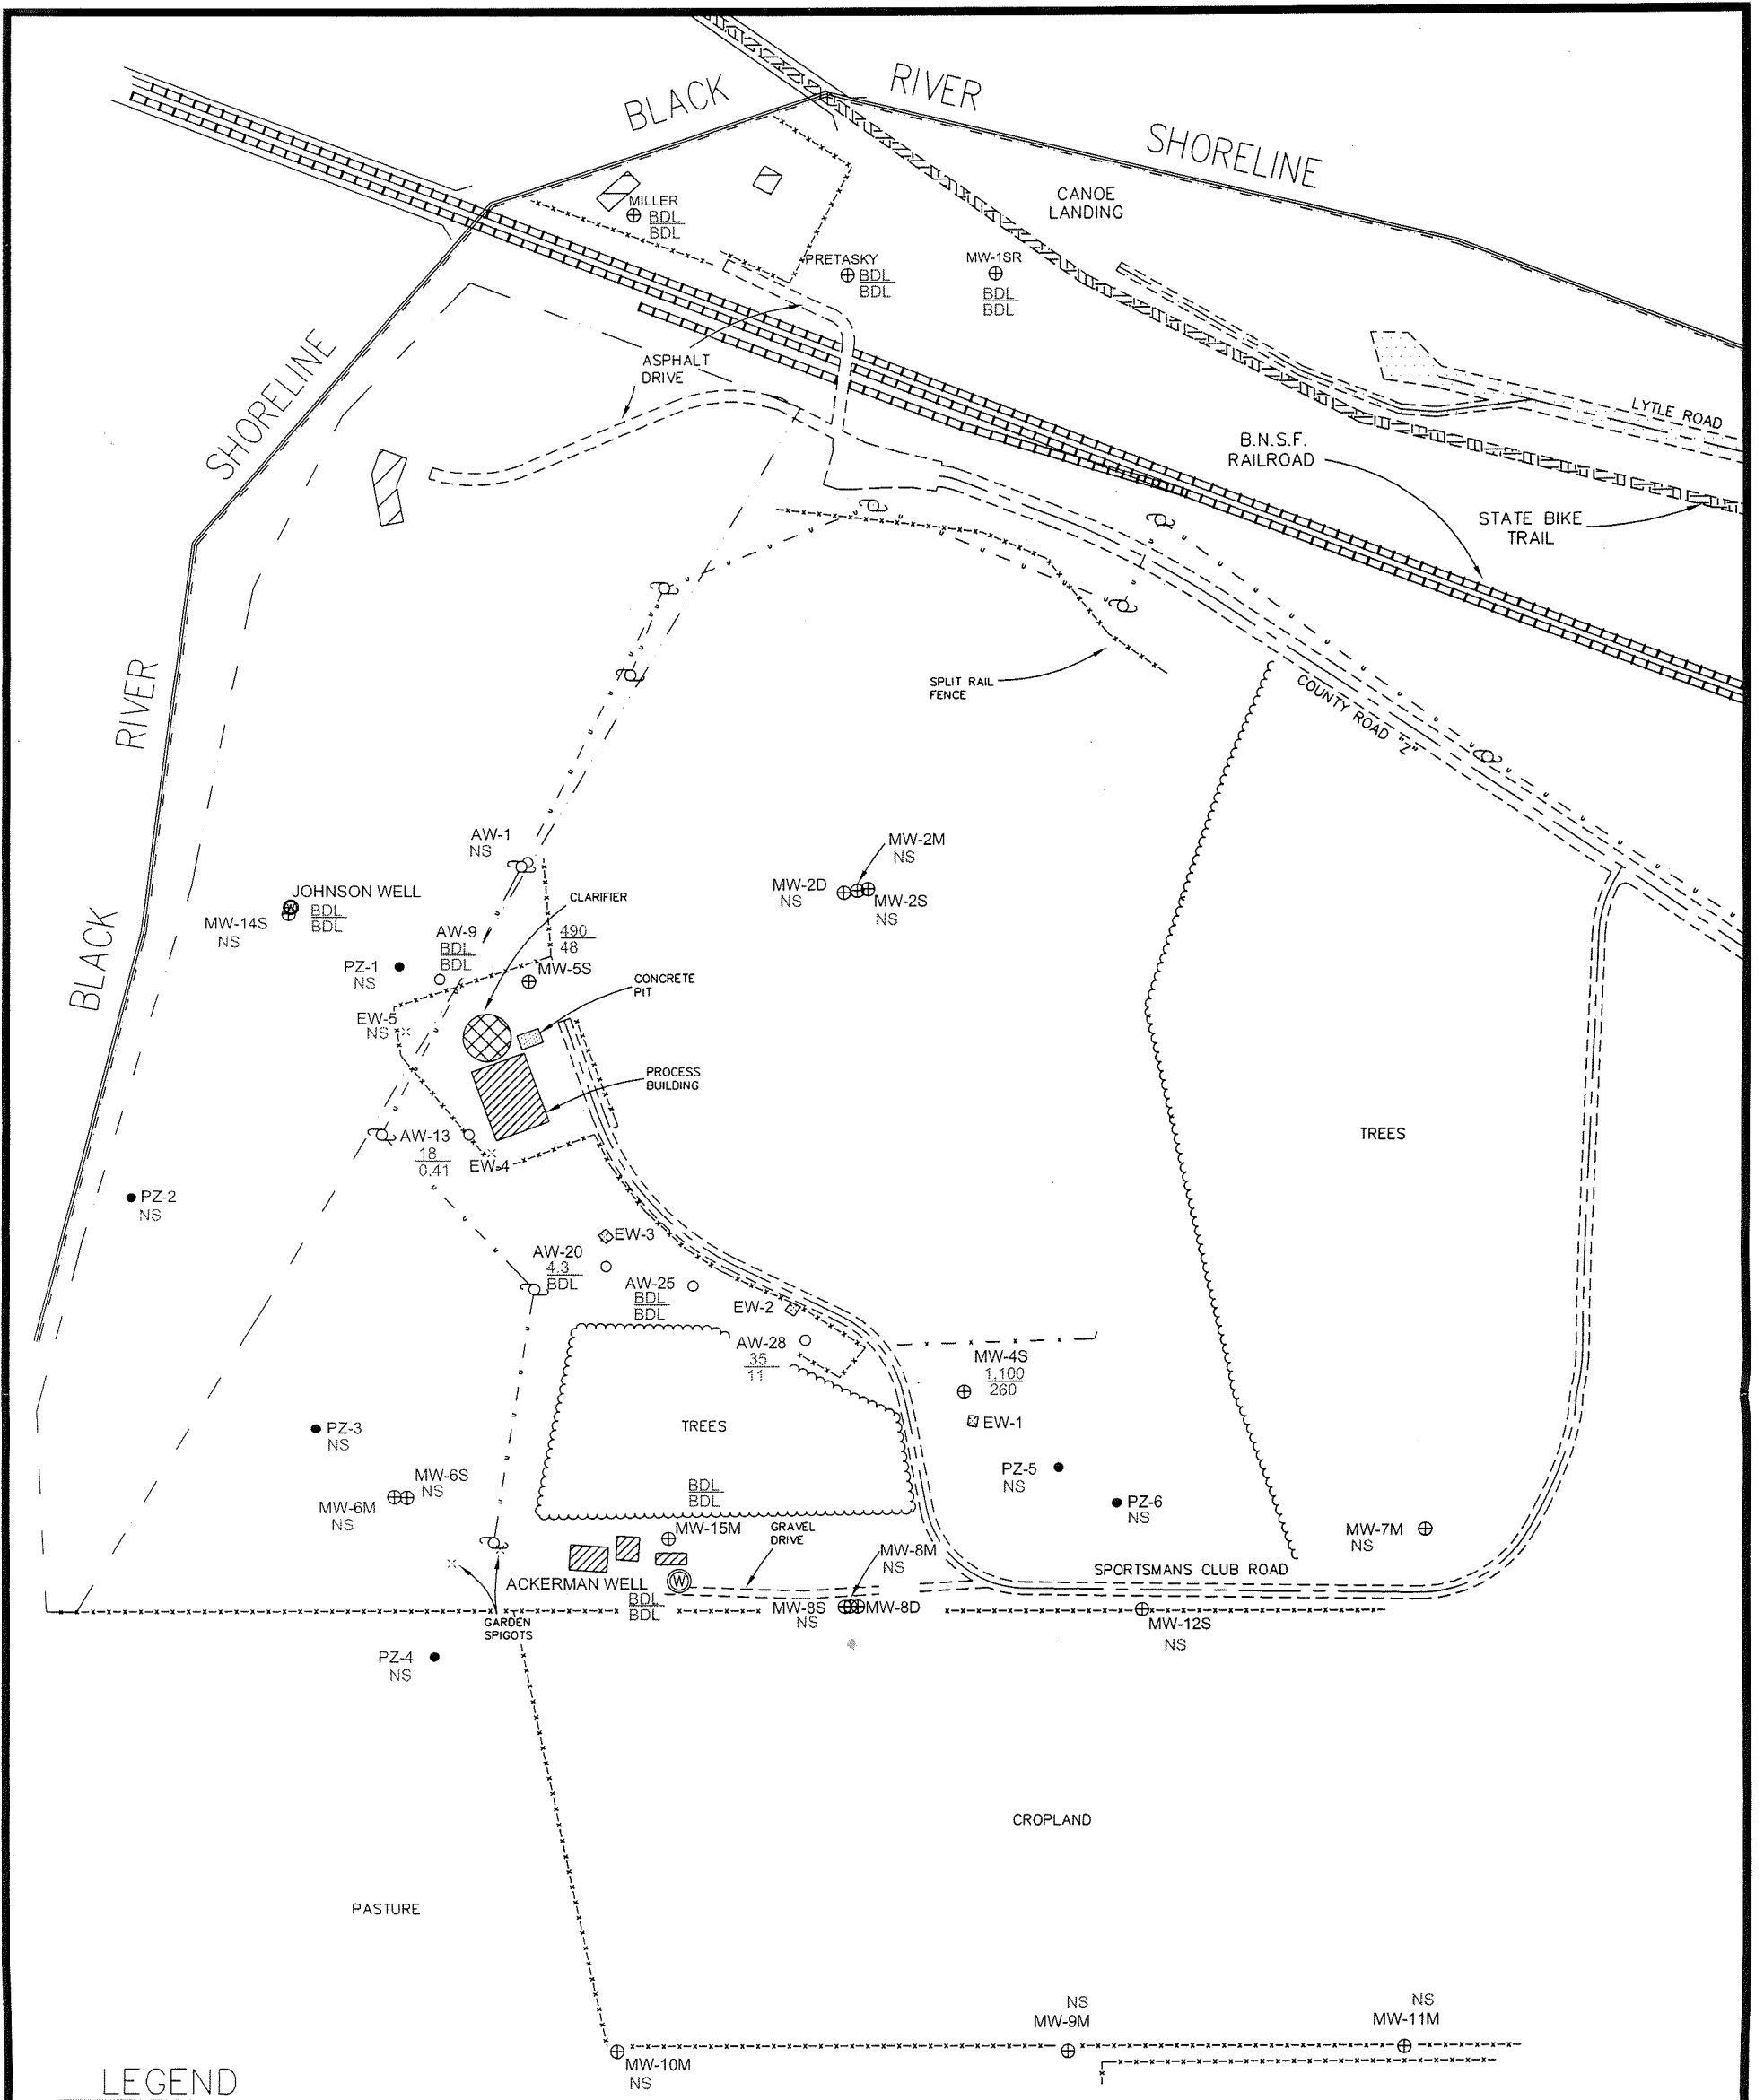 BLACK
RIVER
SHORELINE
CANOE
LANDING
MILLER
BDL
BDL
PRETASKY
BDL
BDL
MW-1SR
BDL
BDL
ASPHALT
DRIVE
SHORELINE
LYTLE ROAD
B.N.S.F.
RAILROAD
STATE BIKE
TRAIL
RIVER
SPLIT RAIL
FENCE
COUNTY ROAD "Z"
AW-1
NS
MW-2M
NS
MW-2D
NS
MW-2S
NS
JOHNSON WELL
BDL
BDL
MW-14S
NS
CLARIFIER
AW-9
BDL
BDL
490
48
MW-5S
PZ-1
NS
BLACK
CONCRETE
PIT
EW-5
NS
PROCESS
BUILDING
TREES
AW-13
18
0.41
EW-4
PZ-2
NS
EW-3
AW-20
4.3
BDL
AW-25
BDL
BDL
EW-2
AW-28
35
11
MW-4S
1,100
260
EW-1
TREES
PZ-3
NS
PZ-5
NS
MW-6S
NS
MW-6M
NS
BDL
BDL
PZ-6
NS
MW-15M
GRAVEL
DRIVE
MW-7M
NS
MW-8M
NS
SPORTSMANS CLUB ROAD
ACKERMAN WELL
W
BDL
BDL
MW-8S
NS
MW-8D
MW-12S
NS
GARDEN
SPIGOTS
PZ-4
NS
CROPLAND
PASTURE
NS
MW-9M
NS
MW-11M
MW-10M
NS
LEGEND